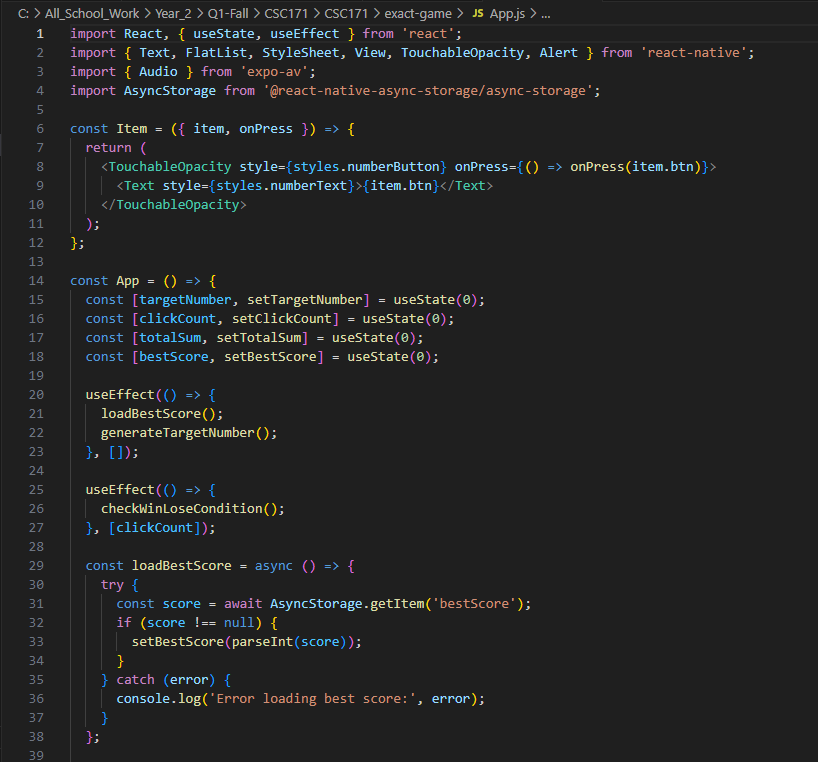 C: > All_School_Work > Year_2 > Q1-Fall > CSC171 > CSC171 > exact-game > JS App.js > ...
1 import React, { useState, useEffect } from 'react';
2 import { Text, FlatList, StyleSheet, View, TouchableOpacity, Alert } from 'react-native';
3 import { Audio } from 'expo-av';
4 import AsyncStorage from '@react-native-async-storage/async-storage';
5
6 const Item = ({ item, onPress }) => {
7   return (
8     <TouchableOpacity style={styles.numberButton} onPress={() => onPress(item.btn)}>
9       <Text style={styles.numberText}>{item.btn}</Text>
10     </TouchableOpacity>
11   );
12 };
13
14 const App = () => {
15   const [targetNumber, setTargetNumber] = useState(0);
16   const [clickCount, setClickCount] = useState(0);
17   const [totalSum, setTotalSum] = useState(0);
18   const [bestScore, setBestScore] = useState(0);
19
20   useEffect(() => {
21     loadBestScore();
22     generateTargetNumber();
23   }, []);
24
25   useEffect(() => {
26     checkWinLoseCondition();
27   }, [clickCount]);
28
29   const loadBestScore = async () => {
30     try {
31       const score = await AsyncStorage.getItem('bestScore');
32       if (score !== null) {
33         setBestScore(parseInt(score));
34       }
35     } catch (error) {
36       console.log('Error loading best score:', error);
37     }
38   };
39